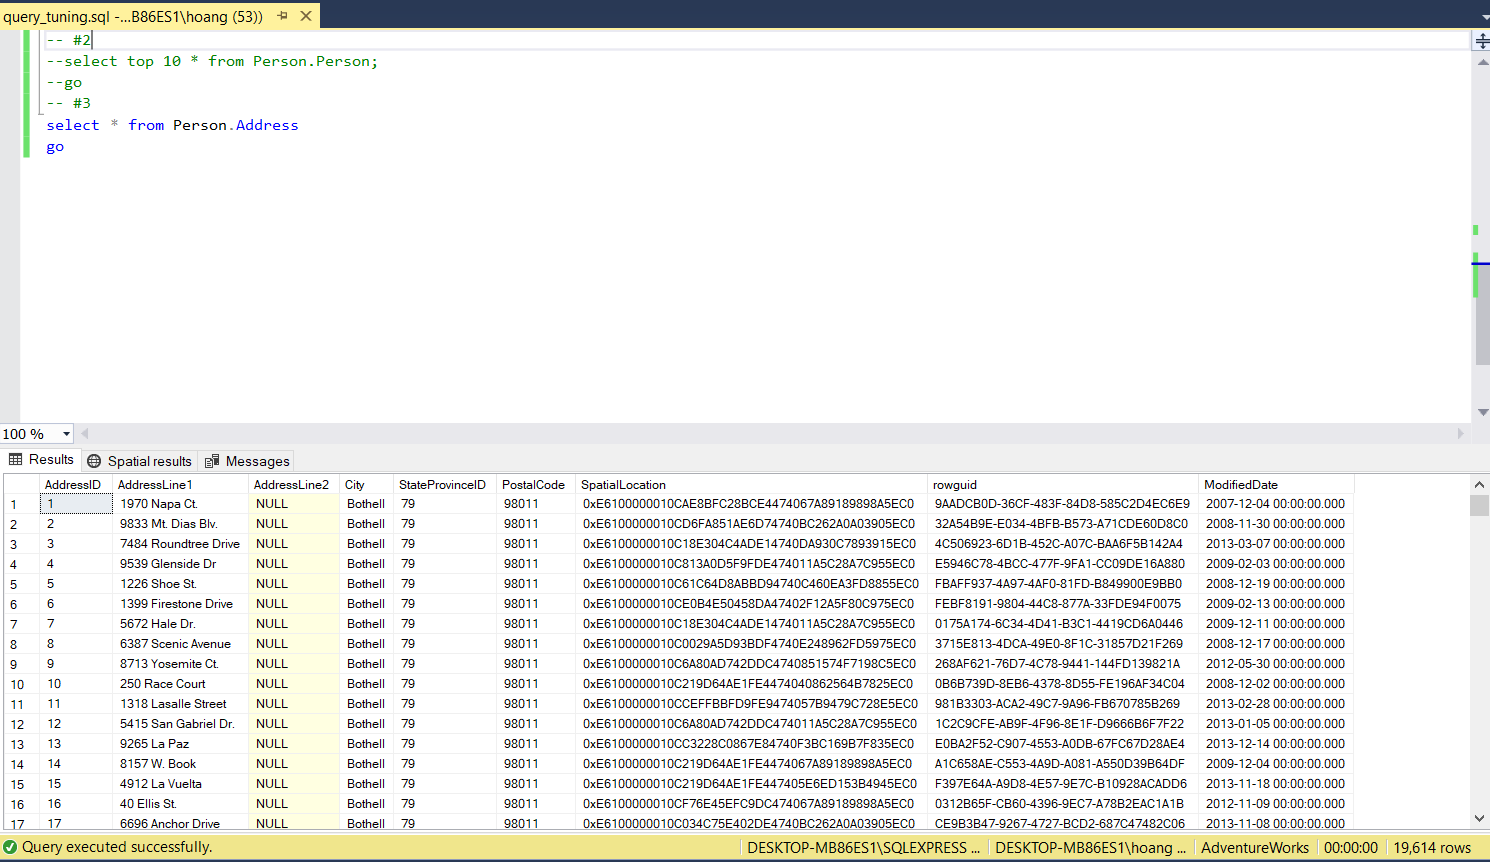 query_tuning.sql -...B86ES1\hoang (53))
-- #2
--select top 10 * from Person.Person;
--go
-- #3
select * from Person.Address
go
100 %
Results Spatial results Messages
AddressID AddressLine1 AddressLine2 City StateProvinceID PostalCode SpatialLocation rowguid ModifiedDate
1 1 1970 Napa Ct. NULL Bothell 79 98011 0xE6100000010CAE8BFC28BCE4474067A89189898A5EC0 9AADCB0D-36CF-483F-84D8-585C2D4EC6E9 2007-12-04 00:00:00.000
2 2 9833 Mt. Dias Blv. NULL Bothell 79 98011 0xE6100000010CD6FA851AE6D74740BC262A0A03905EC0 32A54B9E-E034-4BFB-B573-A71CDE60D8C0 2008-11-30 00:00:00.000
3 3 7484 Roundtree Drive NULL Bothell 79 98011 0xE6100000010C18E304C4ADE14740DA930C7893915EC0 4C506923-6D1B-452C-A07C-BAA6F5B142A4 2013-03-07 00:00:00.000
4 4 9539 Glenside Dr NULL Bothell 79 98011 0xE6100000010C813A0D5F9FDE474011A5C28A7C955EC0 E5946C78-4BCC-477F-9FA1-CC09DE16A880 2009-02-03 00:00:00.000
5 5 1226 Shoe St. NULL Bothell 79 98011 0xE6100000010C61C64D8ABBD94740C460EA3FD8855EC0 FBAFF937-4A97-4AF0-81FD-B849900E9BB0 2008-12-19 00:00:00.000
6 6 1399 Firestone Drive NULL Bothell 79 98011 0xE6100000010CE0B4E50458DA47402F12A5F80C975EC0 FEBF8191-9804-44C8-877A-33FDE94F0075 2009-02-13 00:00:00.000
7 7 5672 Hale Dr. NULL Bothell 79 98011 0xE6100000010C18E304C4ADE1474011A5C28A7C955EC0 0175A174-6C34-4D41-B3C1-4419CD6A0446 2009-12-11 00:00:00.000
8 8 6387 Scenic Avenue NULL Bothell 79 98011 0xE6100000010C0029A5D93BDF4740E248962FD5975EC0 3715E813-4DCA-49E0-8F1C-31857D21F269 2008-12-17 00:00:00.000
9 9 8713 Yosemite Ct. NULL Bothell 79 98011 0xE6100000010C6A80AD742DDC4740851574F7198C5EC0 268AF621-76D7-4C78-9441-144FD139821A 2012-05-30 00:00:00.000
10 10 250 Race Court NULL Bothell 79 98011 0xE6100000010C219D64AE1FE4474040862564B7825EC0 0B6B739D-8EB6-4378-8D55-FE196AF34C04 2008-12-02 00:00:00.000
11 11 1318 Lasalle Street NULL Bothell 79 98011 0xE6100000010CCEFFBBFD9FE9474057B9479C728E5EC0 981B3303-ACA2-49C7-9A96-FB670785B269 2013-02-28 00:00:00.000
12 12 5415 San Gabriel Dr. NULL Bothell 79 98011 0xE6100000010C6A80AD742DDC474011A5C28A7C955EC0 1C2C9CFE-AB9F-4F96-8E1F-D9666B6F7F22 2013-01-05 00:00:00.000
13 13 9265 La Paz NULL Bothell 79 98011 0xE6100000010CC3228C0867E84740F3BC169B7F835EC0 E0BA2F52-C907-4553-A0DB-67FC67D28AE4 2013-12-14 00:00:00.000
14 14 8157 W. Book NULL Bothell 79 98011 0xE6100000010C219D64AE1FE4474067A89189898A5EC0 A1C658AE-C553-4A9D-A081-A550D39B64DF 2009-12-04 00:00:00.000
15 15 4912 La Vuelta NULL Bothell 79 98011 0xE6100000010C219D64AE1FE447405E6ED153B4945EC0 F397E64A-A9D8-4E57-9E7C-B10928ACADD6 2013-11-18 00:00:00.000
16 16 40 Ellis St. NULL Bothell 79 98011 0xE6100000010CF76E45EFC9DC474067A89189898A5EC0 0312B65F-CB60-4396-9EC7-A78B2EAC1A1B 2012-11-09 00:00:00.000
17 17 6696 Anchor Drive NULL Bothell 79 98011 0xE6100000010C034C75E402DE4740BC262A0A03905EC0 CE9B3B47-9267-4727-BCD2-687C47482C06 2013-11-08 00:00:00.000
Query executed successfully. DESKTOP-MB86ES1\SQLEXPRESS ... DESKTOP-MB86ES1\hoang ... AdventureWorks 00:00:00 19,614 rows